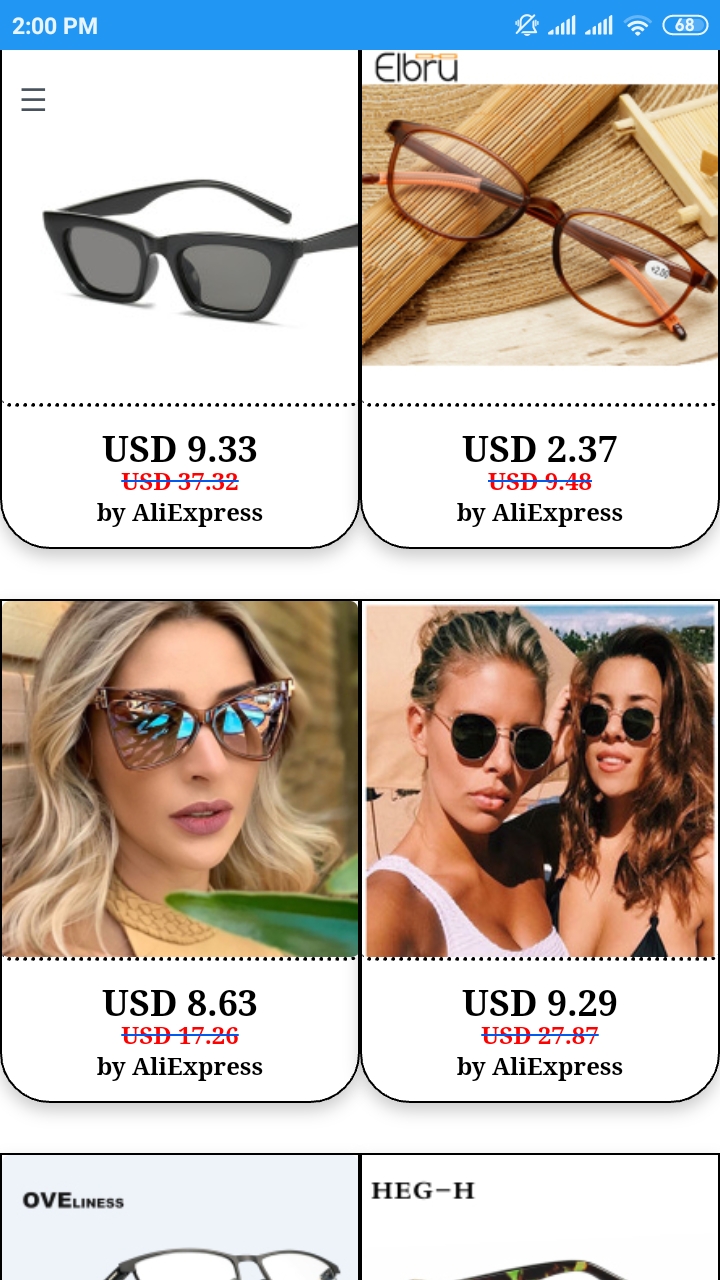 2:00 PM
68
Elbru
+2.00
USD 9.33
USD 37.32
by AliExpress
USD 2.37
USD 9.48
by AliExpress
USD 8.63
USD 17.26
by AliExpress
USD 9.29
USD 27.87
by AliExpress
OVELINESS
HEG-H